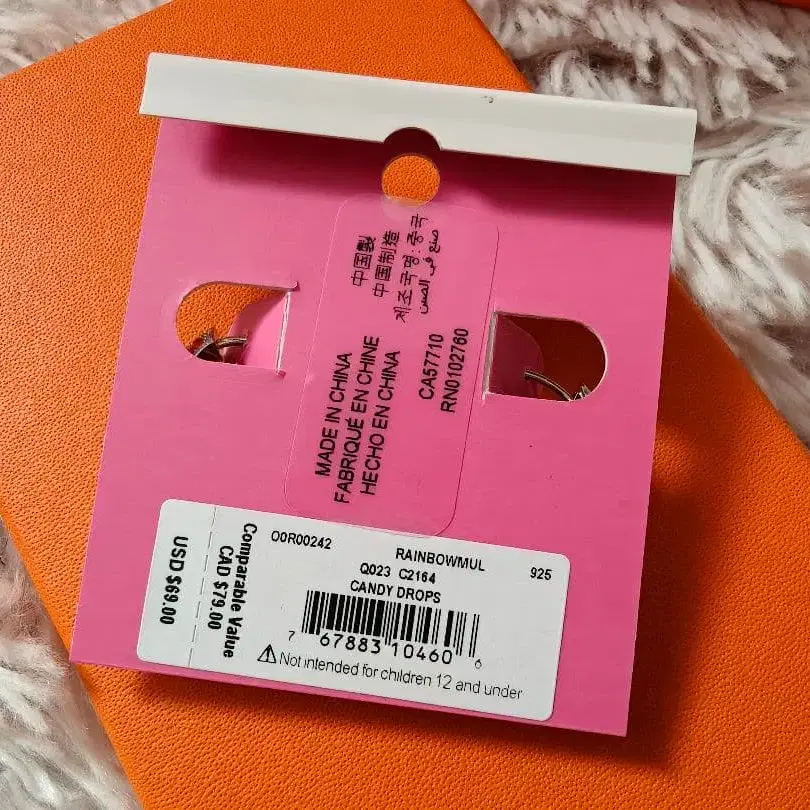 中国製
中国制造
제조국명:중국
صنع في الصين
MADE IN CHINA
FABRIQUÉ EN CHINE
HECHO EN CHINA
CA57710
RN0102760
USD $69.00
Comparable Value
CAD $79.00
O0R00242
RAINBOWMUL
925
Q023 C2164
CANDY DROPS
7 67883 10460 6
⚠Not intended for children 12 and under